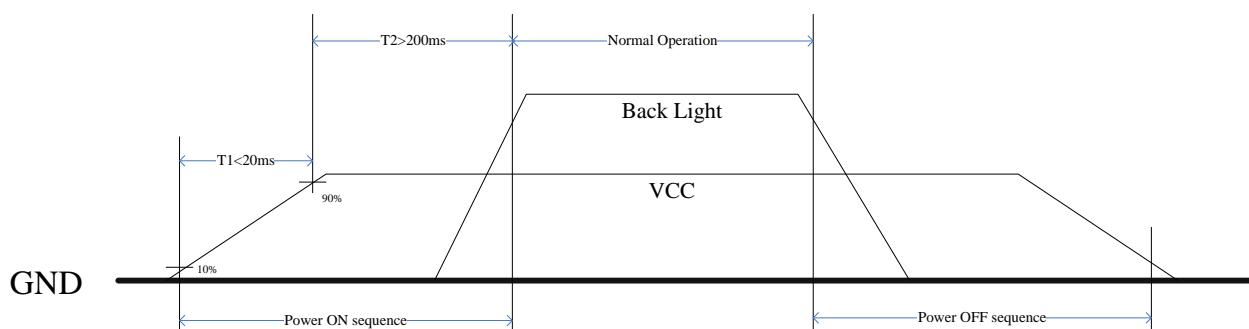 T2>200ms
Normal Operation
Back Light
T1<20ms
VCC
90%
10%
GND
Power ON sequence
Power OFF sequence